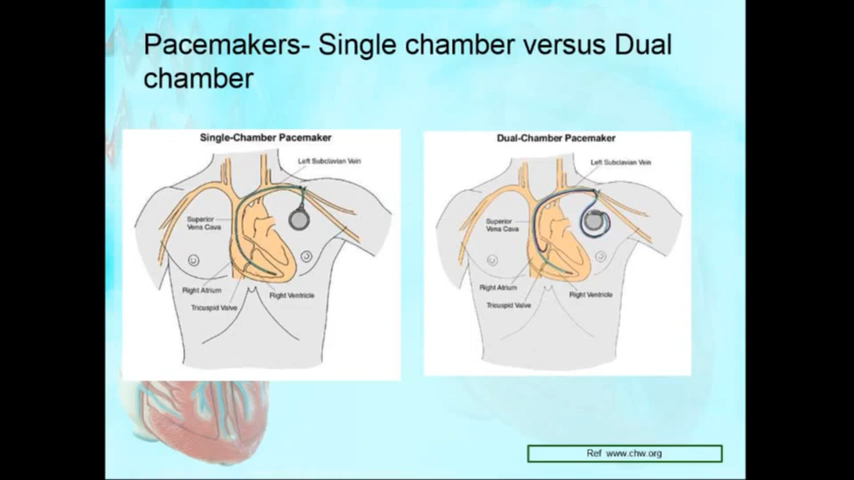 Pacemakers- Single chamber versus Dual
chamber
Single-Chamber Pacemaker
Left Subclavian Vein
Superior
Vena Cava
Right Atrium
Right Ventricle
Tricuspid Valve
Dual-Chamber Pacemaker
Left Subclavian Vein
Superior
Vena Cava
Right Atrium
Right Ventricle
Tricuspid Valve
Ref www.chw.org